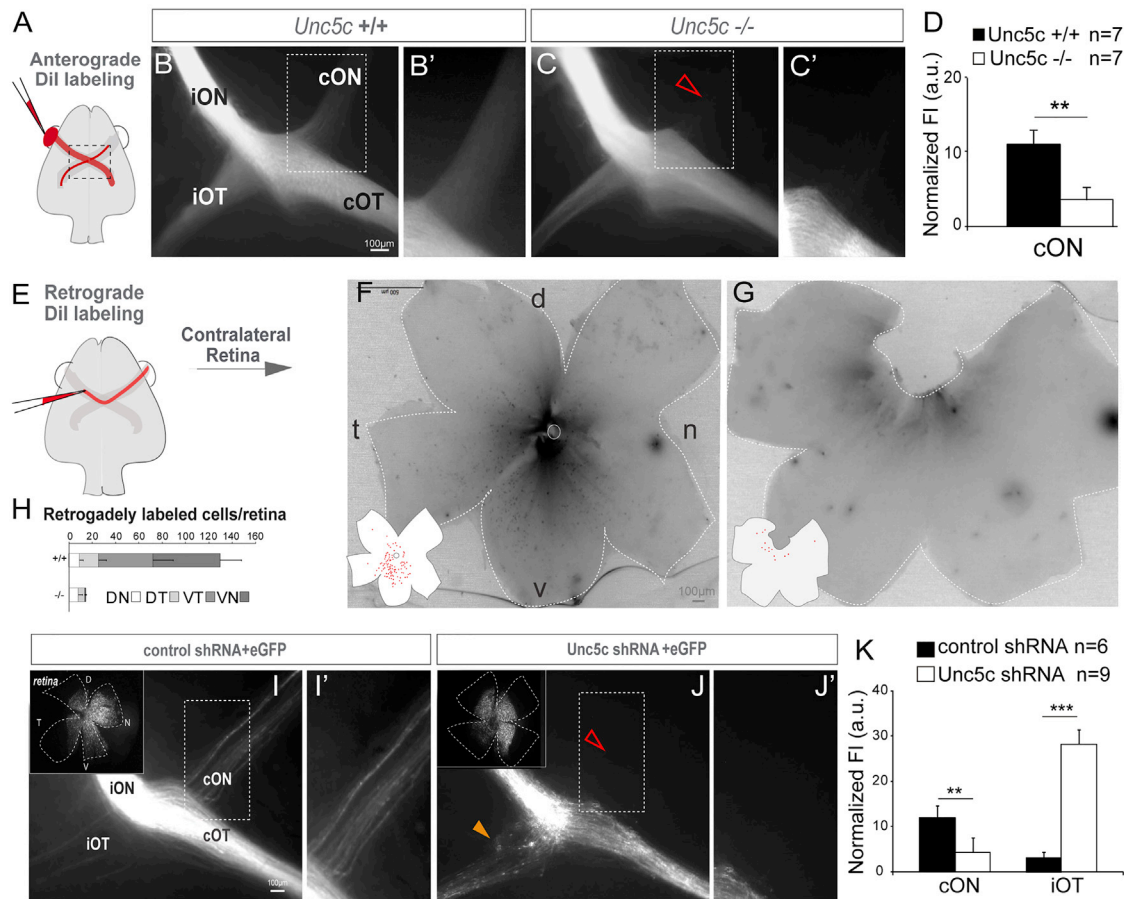 A
Unc5c +/+
Unc5c -/-
D
Unc5c +/+ n=7
Unc5c -/- n=7
Anterograde
DiI labeling
B
cON
iON
iOT
cOT
100µm
B'
C
C'
Normalized FI (a.u.)
20
10
0
**
cON
E
Retrograde
DiI labeling
Contralateral
Retina
F
600 µm
d
t
n
v
100µm
G
H
Retrogadely labeled cells/retina
0 20 40 60 80 100 120 140 160
+/+
-/-
DN DT VT VN
control shRNA+eGFP
Unc5c shRNA+eGFP
retina
D
T
N
V
I
cON
iON
cOT
iOT
100µm
I'
J
J'
K
control shRNA n=6
Unc5c shRNA n=9
Normalized FI (a.u.)
40
30
20
10
0
**
***
cON
iOT